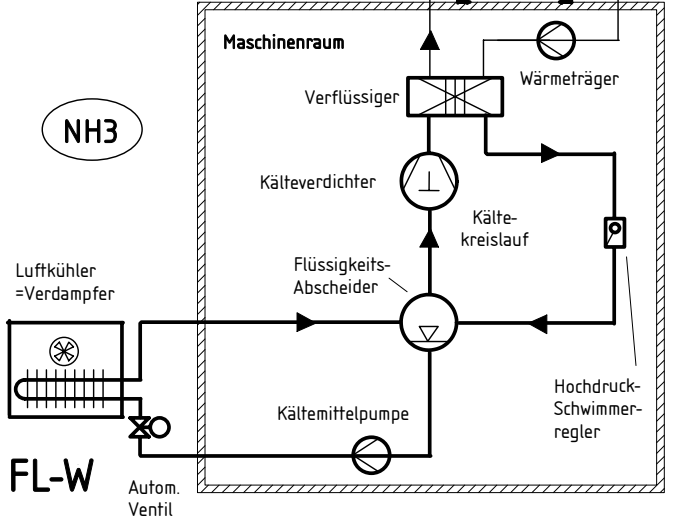 Maschinenraum
Wärmeträger
Verflüssiger
NH3
Kälteverdichter
Kälte-
kreislauf
Flüssigkeits-
Abscheider
Luftkühler
=Verdampfer
Hochdruck-
Schwimmer-
regler
Kältemittelpumpe
FL-W
Autom.
Ventil